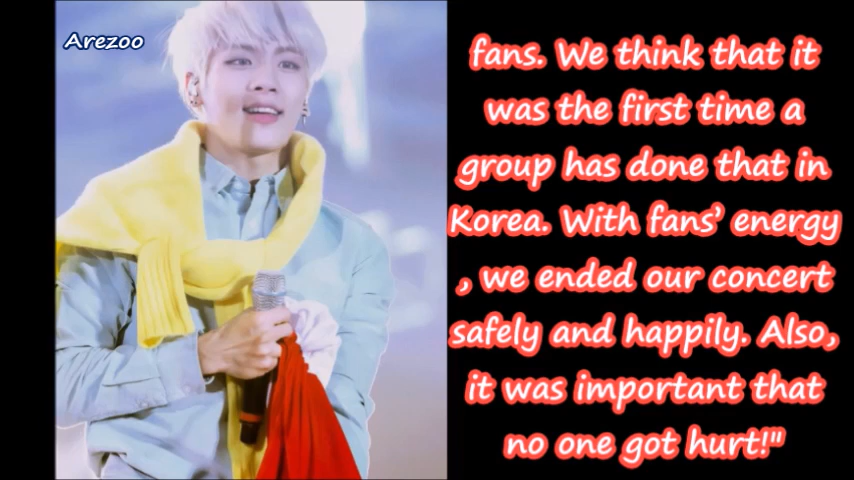 Arezoo
fans. We think that it
was the first time a
group has done that in
Korea. With fans’ energy
, we ended our concert
safely and happily. Also,
it was important that
no one got hurt!"